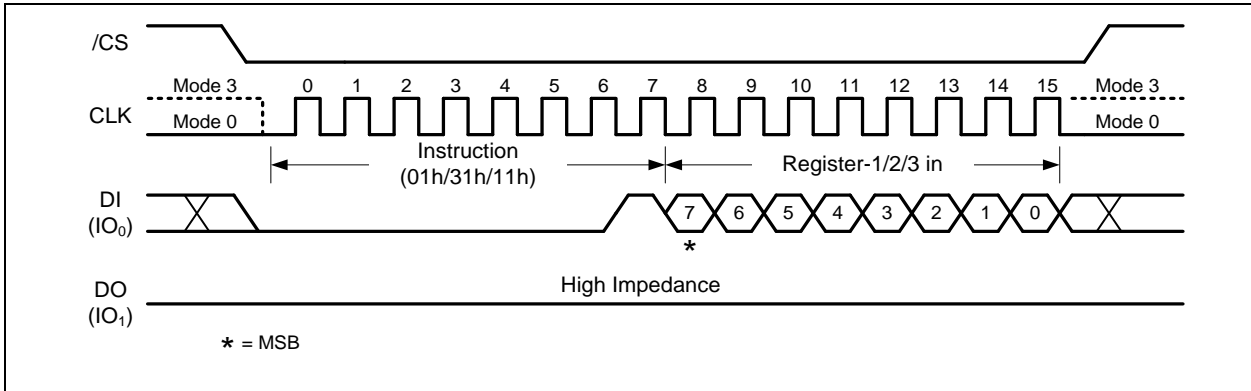 /CS
Mode 3 0 1 2 3 4 5 6 7 8 9 10 11 12 13 14 15 Mode 3
CLK
Mode 0 Mode 0
Instruction
(01h/31h/11h)
Register-1/2/3 in
DI
(IO₀)
7 6 5 4 3 2 1 0
*
High Impedance
DO
(IO₁)
* = MSB